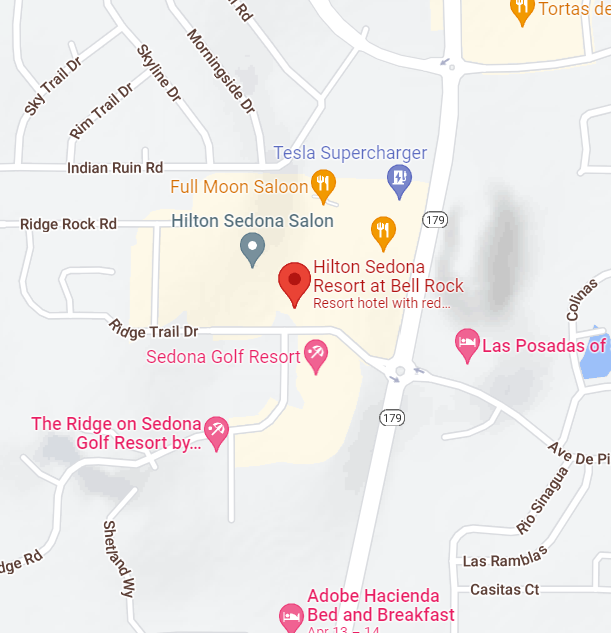 Rd
Tortas de
Sky Trail Dr
Skyline Dr
Morningside Dr
Rim Trail Dr
Tesla Supercharger
Indian Ruin Rd
Full Moon Saloon
Ridge Rock Rd
Hilton Sedona Salon
179
Hilton Sedona
Resort at Bell Rock
Resort hotel with red...
Colinas
Ridge Trail Dr
Sedona Golf Resort
Las Posadas of
179
The Ridge on Sedona
Golf Resort by...
Ave De Pi
Rio Sinagua
Shetland Wy
dge Rd
Las Ramblas
Casitas Ct
Adobe Hacienda
Bed and Breakfast
Apr 13 – 14